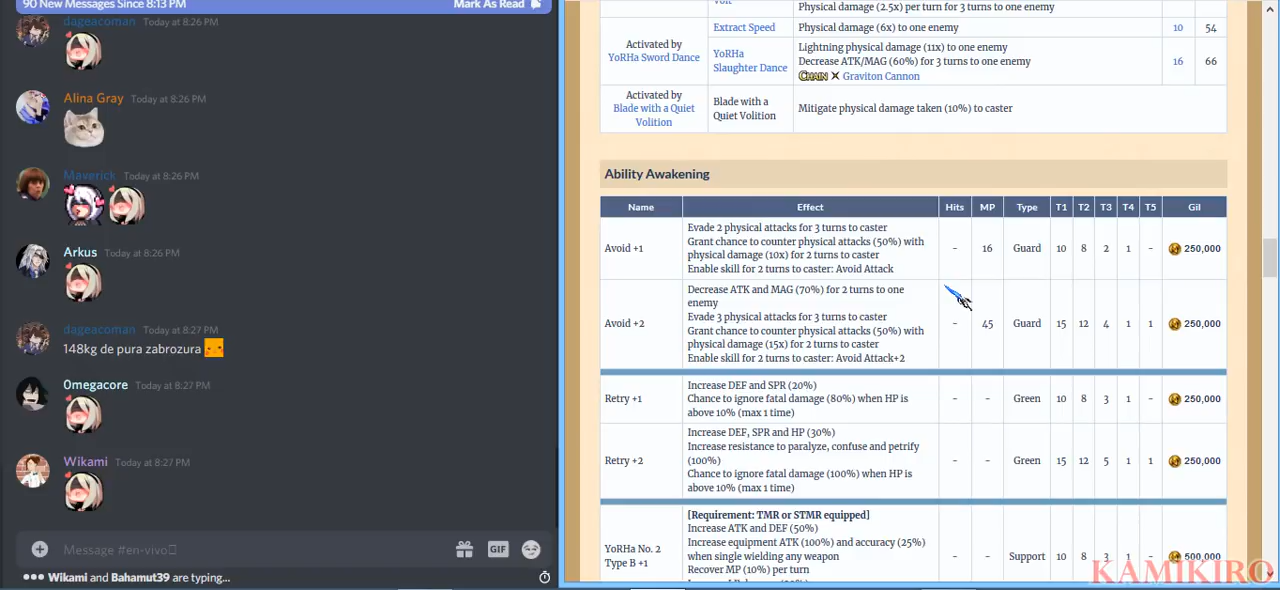 90 New Messages Since 8:13 PM
Mark As Read
dageacoman Today at 8:26 PM
Alina Gray Today at 8:26 PM
Maverick Today at 8:26 PM
Arkus Today at 8:26 PM
dageacoman Today at 8:27 PM
148kg de pura zabrozura
0megacore Today at 8:27 PM
Wikami Today at 8:27 PM
Message #en-vivo
GIF
Wikami and Bahamut39 are typing...
Physical damage (2.5x) per turn for 3 turns to one enemy
Extract Speed Physical damage (6x) to one enemy 10 54
Activated by
YoRHa Sword Dance
YoRHa
Slaughter Dance
Lightning physical damage (11x) to one enemy
Decrease ATK/MAG (60%) for 3 turns to one enemy
CHAIN Graviton Cannon
16 66
Activated by
Blade with a Quiet
Volition
Blade with a
Quiet Volition
Mitigate physical damage taken (10%) to caster
Ability Awakening
Name Effect Hits MP Type T1 T2 T3 T4 T5 Gil
Avoid +1
Evade 2 physical attacks for 3 turns to caster
Grant chance to counter physical attacks (50%) with
physical damage (10x) for 2 turns to caster
Enable skill for 2 turns to caster: Avoid Attack
- 16 Guard 10 8 2 1 - 250,000
Avoid +2
Decrease ATK and MAG (70%) for 2 turns to one
enemy
Evade 3 physical attacks for 3 turns to caster
Grant chance to counter physical attacks (50%) with
physical damage (15x) for 2 turns to caster
Enable skill for 2 turns to caster: Avoid Attack+2
- 45 Guard 15 12 4 1 1 250,000
Retry +1
Increase DEF and SPR (20%)
Chance to ignore fatal damage (80%) when HP is
above 10% (max 1 time)
- - Green 10 8 3 1 - 250,000
Retry +2
Increase DEF, SPR and HP (30%)
Increase resistance to paralyze, confuse and petrify
(100%)
Chance to ignore fatal damage (100%) when HP is
above 10% (max 1 time)
- - Green 15 12 5 1 1 250,000
YoRHa No. 2
Type B +1
[Requirement: TMR or STMR equipped]
Increase ATK and DEF (50%)
Increase equipment ATK (100%) and accuracy (25%)
when single wielding any weapon
Recover MP (10%) per turn
- - Support 10 8 3 1 - 500,000
KAMIKIRO